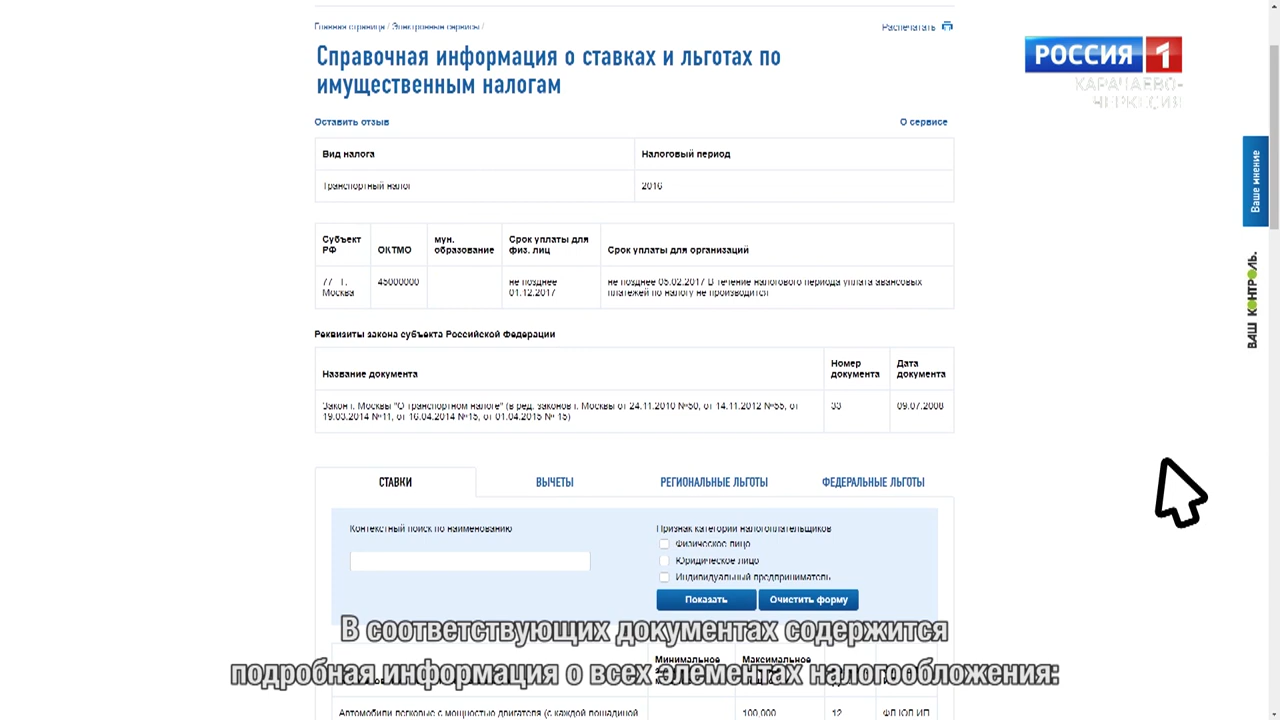 Главная страница / Электронные сервисы /
Распечатать
РОССИЯ 1
КАРАЧАЕВО-
ЧЕРКЕСИЯ
Справочная информация о ставках и льготах по
имущественным налогам
Оставить отзыв
О сервисе
Вид налога
Налоговый период
Транспортный налог
2016
Ваше мнение
ВАШ КОНТРОЛЬ.
Субъект
РФ
ОКТМО
мун.
образование
Срок уплаты для
физ. лиц
Срок уплаты для организаций
77 - Г.
Москва
45000000
не позднее
01.12.2017
не позднее 05.02.2017 В течение налогового периода уплата авансовых
платежей по налогу не производится
Реквизиты закона субъекта Российской Федерации
Название документа
Номер
документа
Дата
документа
Закон г. Москвы "О транспортном налоге" (в ред. законов г. Москвы от 24.11.2010 №50, от 14.11.2012 №55, от
19.03.2014 №11, от 16.04.2014 №15, от 01.04.2015 № 15)
33
09.07.2008
СТАВКИ
ВЫЧЕТЫ
РЕГИОНАЛЬНЫЕ ЛЬГОТЫ
ФЕДЕРАЛЬНЫЕ ЛЬГОТЫ
Контекстный поиск по наименованию
Признак категории налогоплательщиков
Физическое лицо
Юридическое лицо
Индивидуальный предприниматель
Показать
Очистить форму
В соответствующих документах содержится
подробная информация о всех элементах налогообложения:
Минимальное
Максимальное
Автомобили легковые с мощностью двигателя (с каждой лошадиной
100,000
12
ФЛ ЮЛ ИП